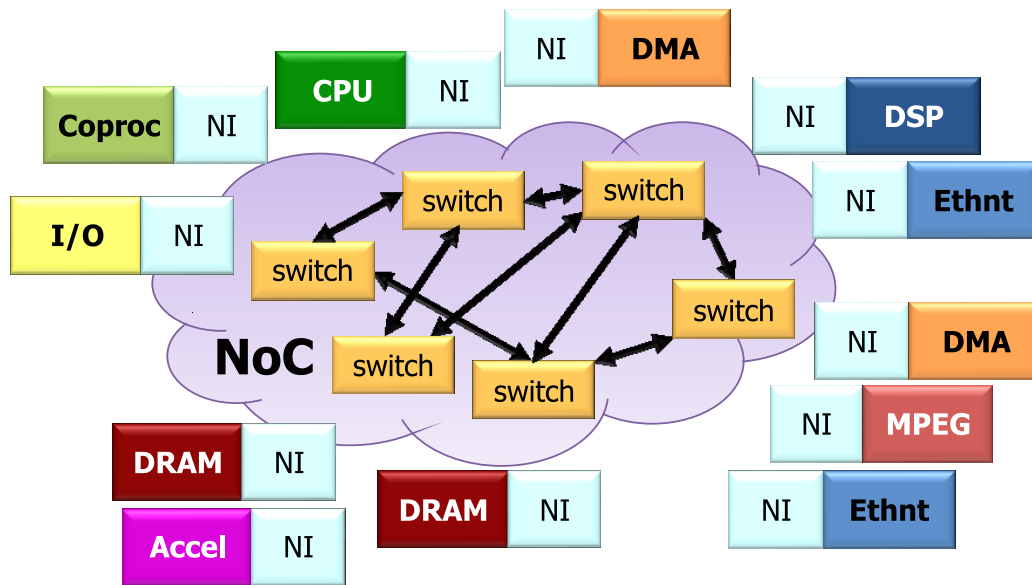 NI DMA
CPU NI
Coproc NI
NI DSP
NI Ethnt
I/O NI
switch
switch
switch
switch
NoC
switch
switch
NI DMA
NI MPEG
DRAM NI
DRAM NI
NI Ethnt
Accel NI